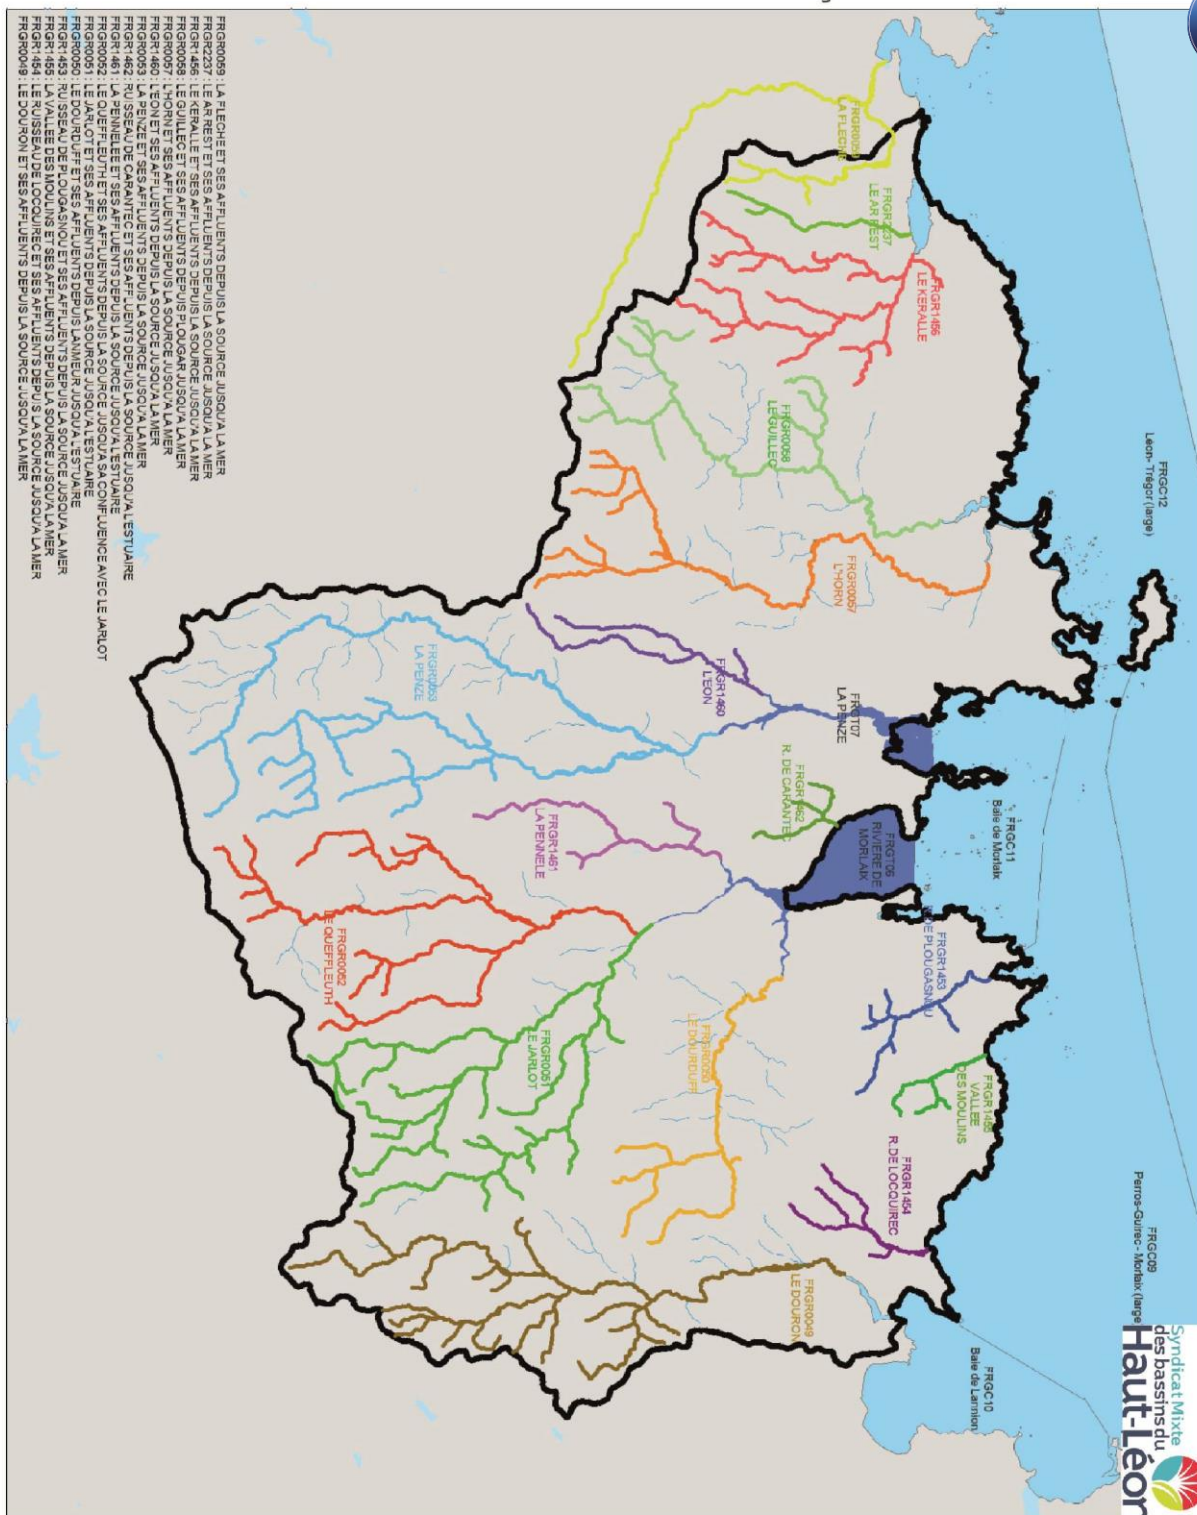 FRGC12
Léon- Trégor (large)
FRGC09
Perros-Guirec - Morlaix (large
FRGC11
Baie de Morlaix
FRGC10
Baie de Lannion
Syndicat Mixte
des bassins du
Haut-Léon
FRGR0059
LA FLECHE
FRGR2237
LE AR REST
FRGR1456
LE KERALLE
FRGR0058
LE GUILLEC
FRGR0057
L'HORN
FRGT07
LA PENZE
FRGR1460
L'EON
FRGR0053
LA PENZE
FRGR1462
R. DE CARANTEC
FRGT06
RIVIERE DE
MORLAIX
FRGR1461
LA PENNELE
FRGR0052
LE QUEFFLEUTH
FRGR0051
LE JARLOT
FRGR0050
LE DOURDUFF
FRGR1453
R. DE PLOUGASNOU
FRGR1455
VALLEE
DES MOULINS
FRGR1454
R. DE LOCQUIREC
FRGR0049
LE DOURON
FRGR0059 : LA FLECHE ET SES AFFLUENTS DEPUIS LA SOURCE JUSQU'A LA MER
FRGR2237 : LE AR REST ET SES AFFLUENTS DEPUIS LA SOURCE JUSQU'A LA MER
FRGR1456 : LE KERALLE ET SES AFFLUENTS DEPUIS LA SOURCE JUSQU'A LA MER
FRGR0058 : LE GUILLEC ET SES AFFLUENTS DEPUIS PLOUGAR JUSQU'A LA MER
FRGR0057 : L'HORN ET SES AFFLUENTS DEPUIS LA SOURCE JUSQU'A LA MER
FRGR1460 : L'EON ET SES AFFLUENTS DEPUIS LA SOURCE JUSQU'A LA MER
FRGR0053 : LA PENZE ET SES AFFLUENTS DEPUIS LA SOURCE JUSQU'A LA MER
FRGR1462 : RUISSEAU DE CARANTEC ET SES AFFLUENTS DEPUIS LA SOURCE JUSQU'A L'ESTUAIRE
FRGR1461 : LA PENNELEE ET SES AFFLUENTS DEPUIS LA SOURCE JUSQU'A L'ESTUAIRE
FRGR0052 : LE QUEFFLEUTH ET SES AFFLUENTS DEPUIS LA SOURCE JUSQU'A SA CONFLUENCE AVEC LE JARLOT
FRGR0051 : LE JARLOT ET SES AFFLUENTS DEPUIS LA SOURCE JUSQU'A L'ESTUAIRE
FRGR0050 : LE DOURDUFF ET SES AFFLUENTS DEPUIS LANMEUR JUSQU'A L'ESTUAIRE
FRGR1453 : RUISSEAU DE PLOUGASNOU ET SES AFFLUENTS DEPUIS LA SOURCE JUSQU'A LA MER
FRGR1455 : LA VALLEE DES MOULINS ET SES AFFLUENTS DEPUIS LA SOURCE JUSQU'A LA MER
FRGR1454 : LE RUISSEAU DE LOCQUIREC ET SES AFFLUENTS DEPUIS LA SOURCE JUSQU'A LA MER
FRGR0049 : LE DOURON ET SES AFFLUENTS DEPUIS LA SOURCE JUSQU'A LA MER